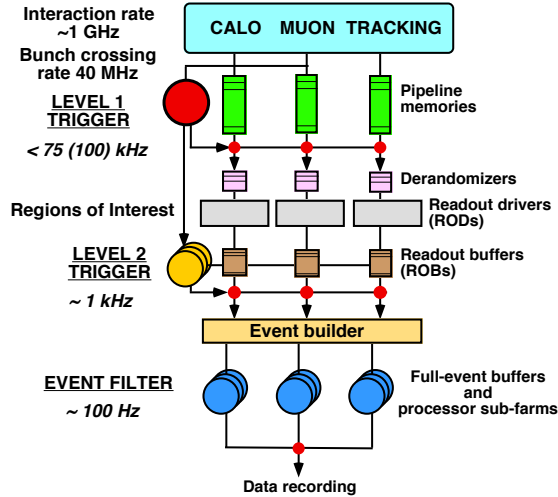 Interaction rate
~1 GHz
CALO MUON TRACKING
Bunch crossing
rate 40 MHz
LEVEL 1
TRIGGER
< 75 (100) kHz
Pipeline
memories
Derandomizers
Regions of Interest
Readout drivers
(RODs)
LEVEL 2
TRIGGER
~ 1 kHz
Readout buffers
(ROBs)
Event builder
EVENT FILTER
~ 100 Hz
Full-event buffers
and
processor sub-farms
Data recording